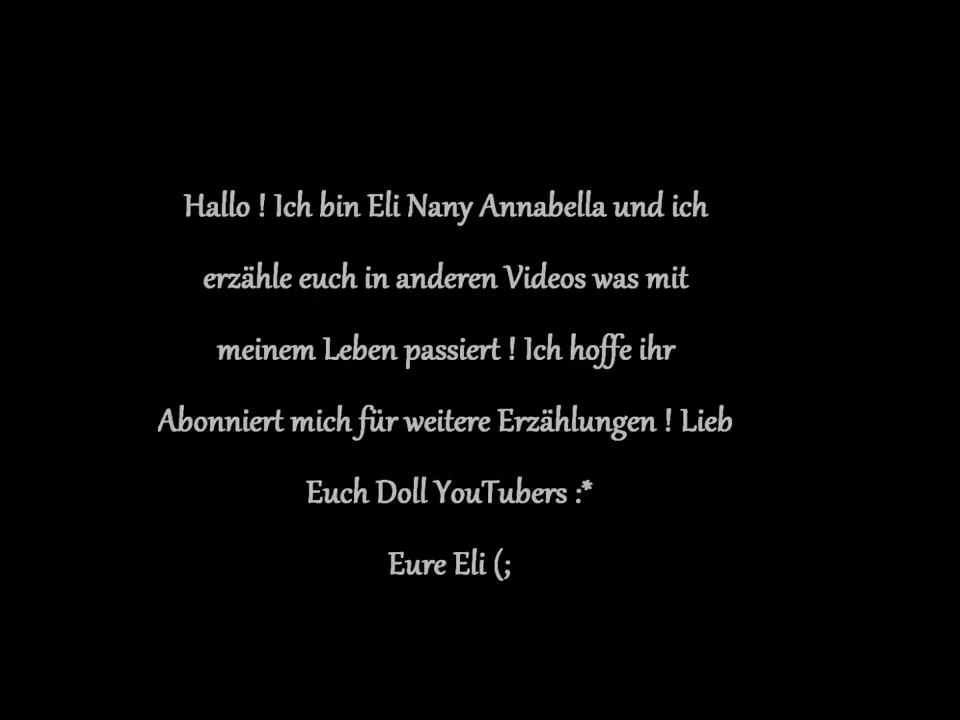 Hallo ! Ich bin Eli Nany Annabella und ich
erzähle euch in anderen Videos was mit
meinem Leben passiert ! Ich hoffe ihr
Abonniert mich für weitere Erzählungen ! Lieb
Euch Doll YouTubers :*
Eure Eli (;